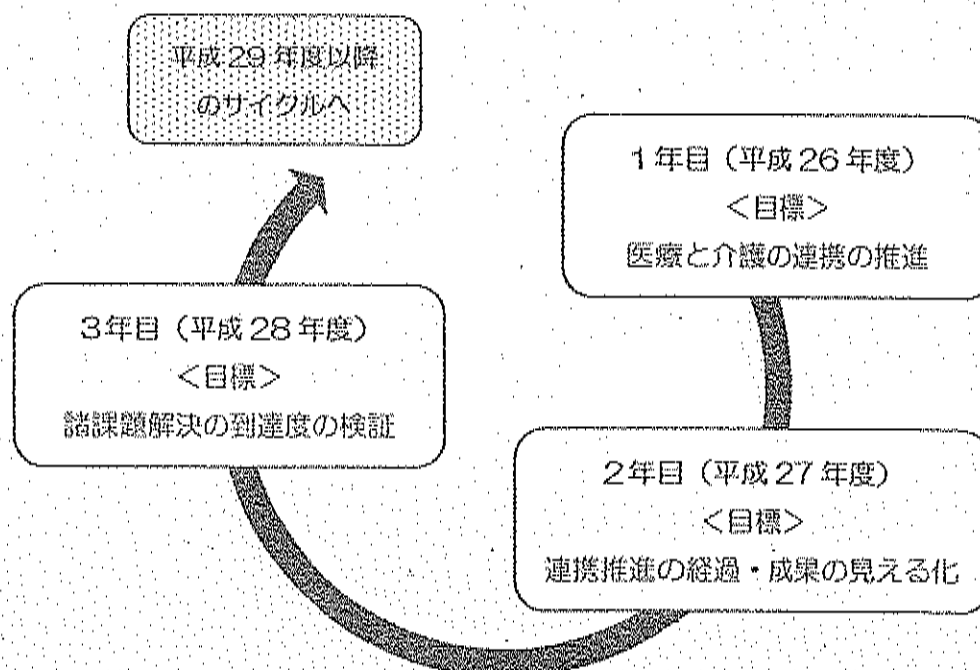 平成29年度以降
のサイクルへ
1年目（平成26年度）
＜目標＞
医療と介護の連携の推進
2年目（平成27年度）
＜目標＞
連携推進の経過・成果の見える化
3年目（平成28年度）
＜目標＞
諸課題解決の到達度の検証